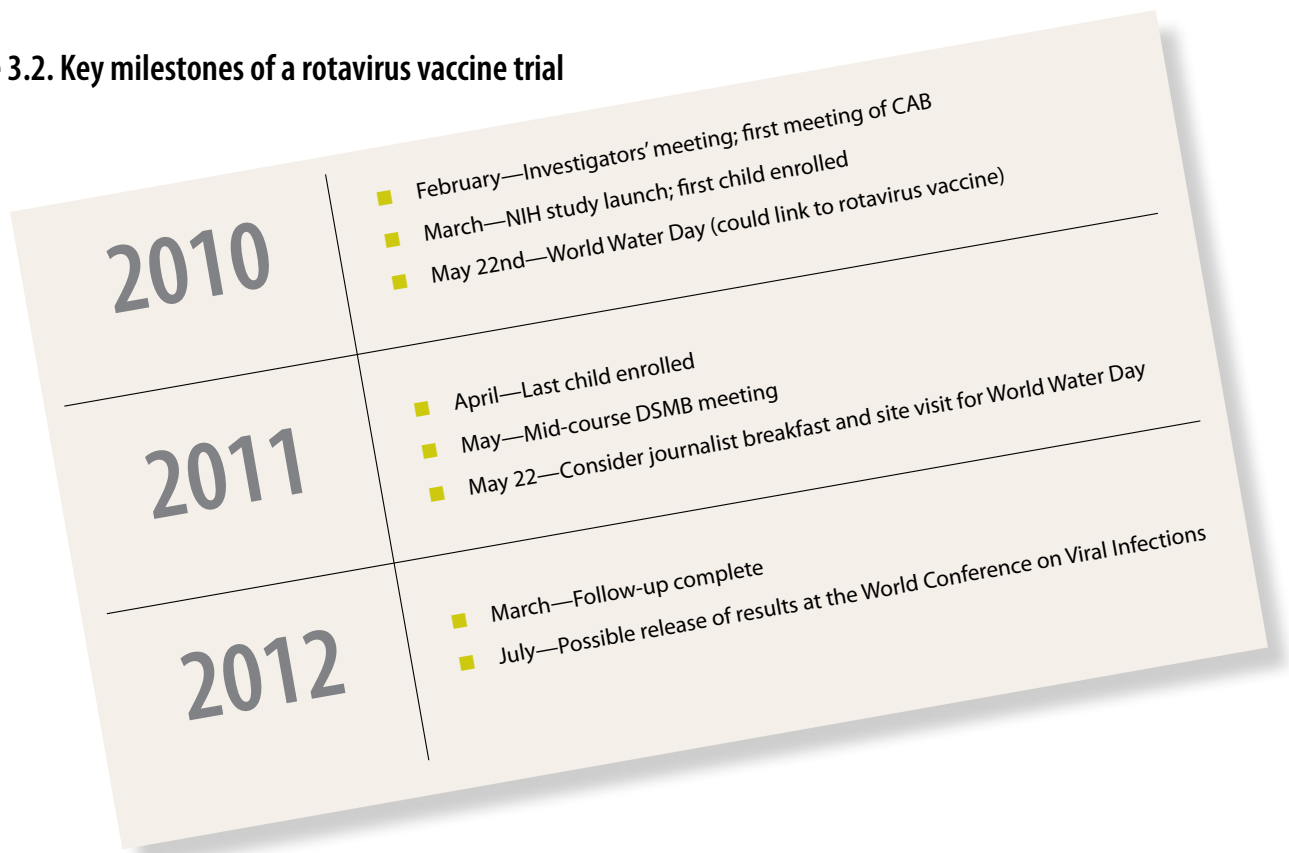 3.2. Key milestones of a rotavirus vaccine trial
2010
February—Investigators’ meeting; first meeting of CAB
March—NIH study launch; first child enrolled
May 22nd—World Water Day (could link to rotavirus vaccine)
2011
April—Last child enrolled
May—Mid-course DSMB meeting
May 22—Consider journalist breakfast and site visit for World Water Day
2012
March—Follow-up complete
July—Possible release of results at the World Conference on Viral Infections